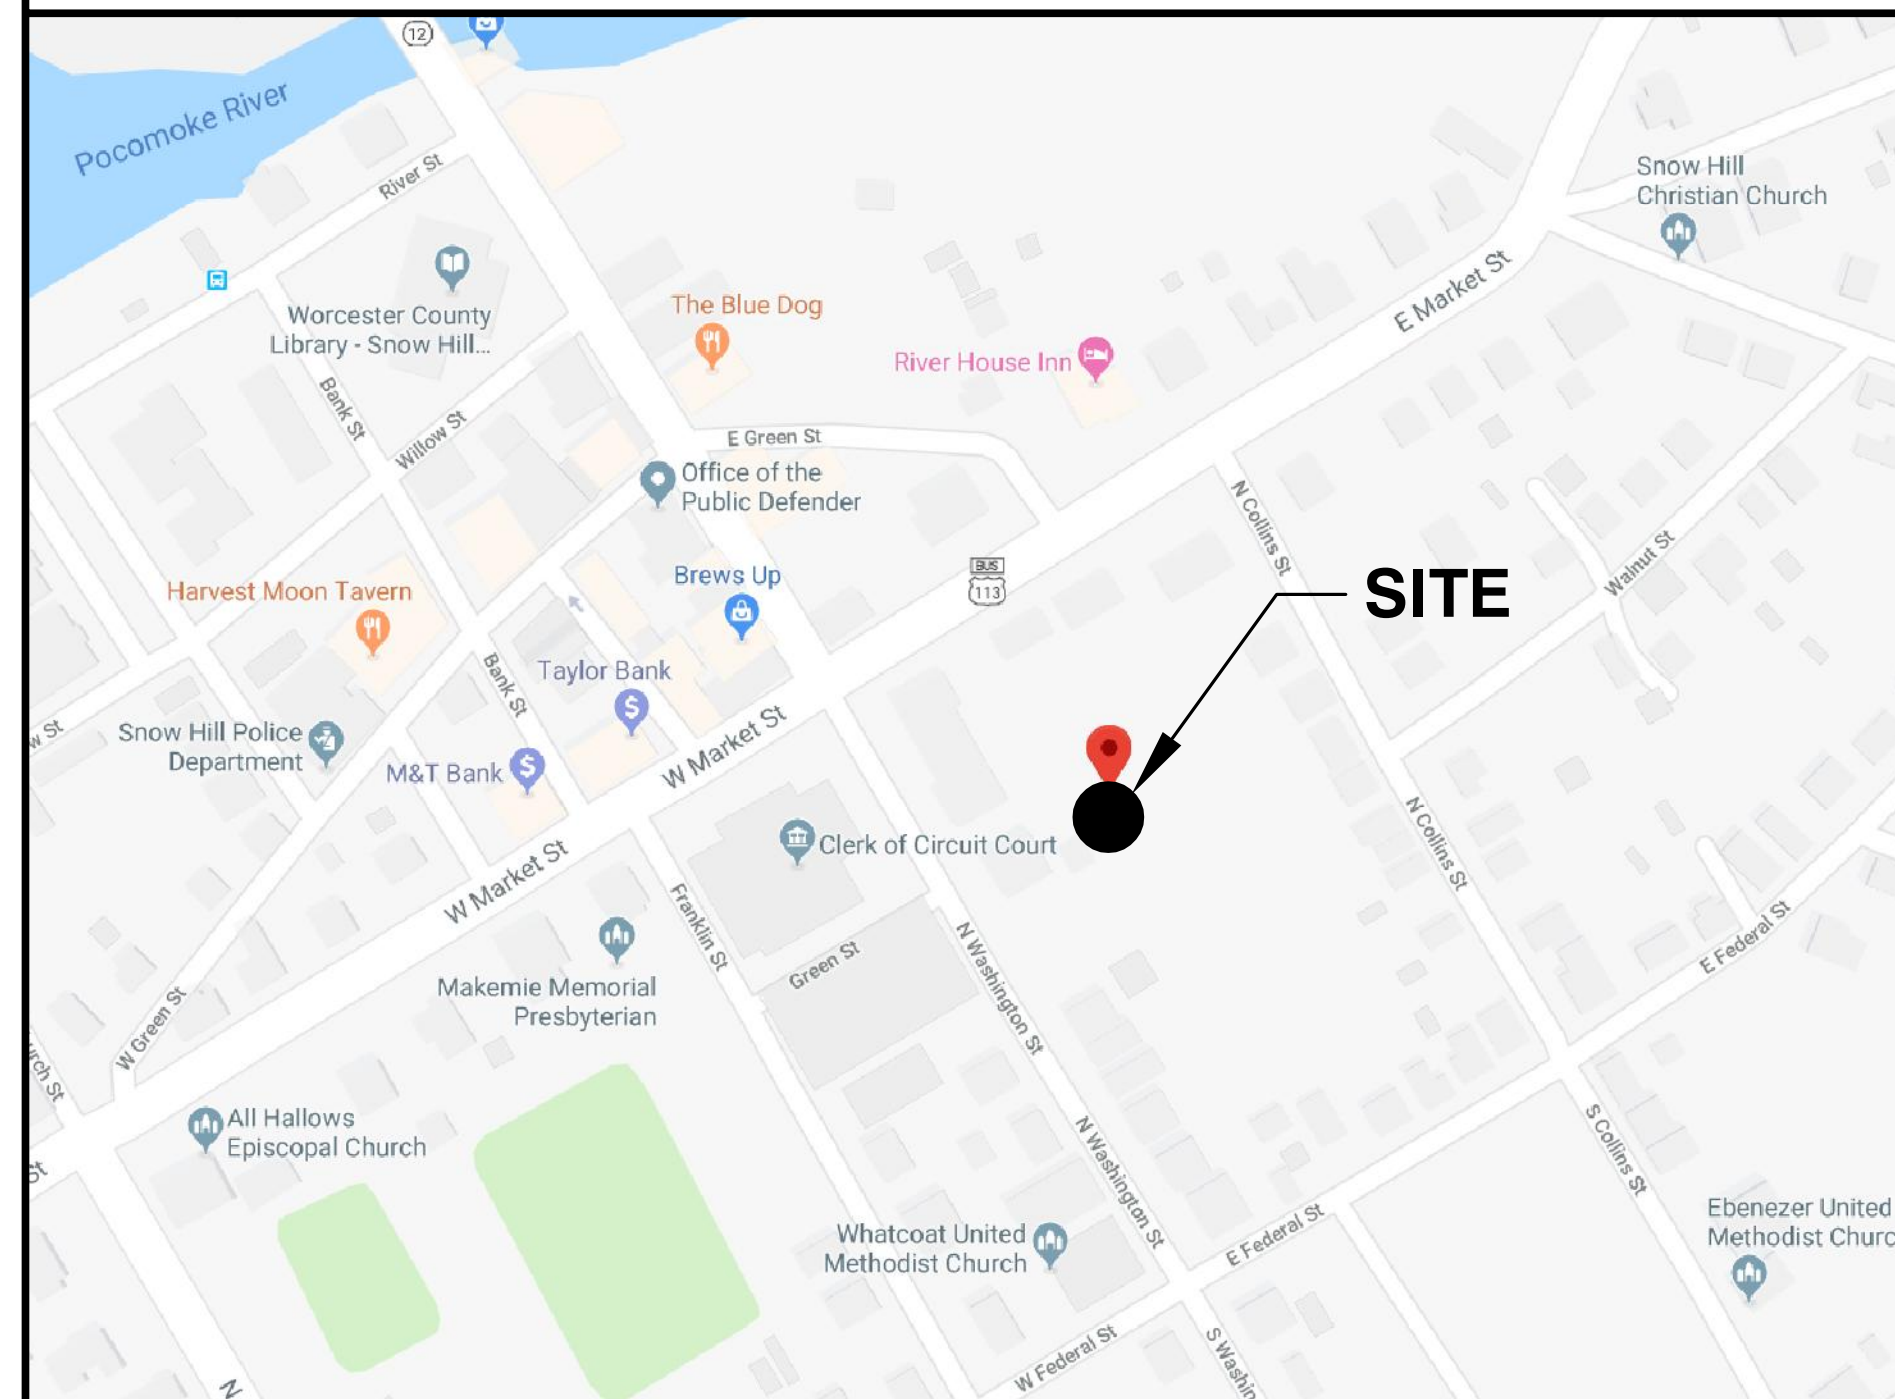 12
Pocomoke River
River St
Snow Hill
Christian Church
Worcester County
Library - Snow Hill...
The Blue Dog
River House Inn
E Market St
Bank St
Willow St
E Green St
Office of the
Public Defender
N Collins St
BUS
113
SITE
Walnut St
Harvest Moon Tavern
Brews Up
Bank St
Taylor Bank
W Market St
Snow Hill Police
Department
M&T Bank
St
Clerk of Circuit Court
N Collins St
W Market St
Franklin St
Green St
N Washington St
E Federal St
Makemie Memorial
Presbyterian
W Green St
St
All Hallows
Episcopal Church
N Washington St
S Collins St
St
Whatcoat United
Methodist Church
E Federal St
Ebenezer United
Methodist Churc
W Federal St
S Washin
N